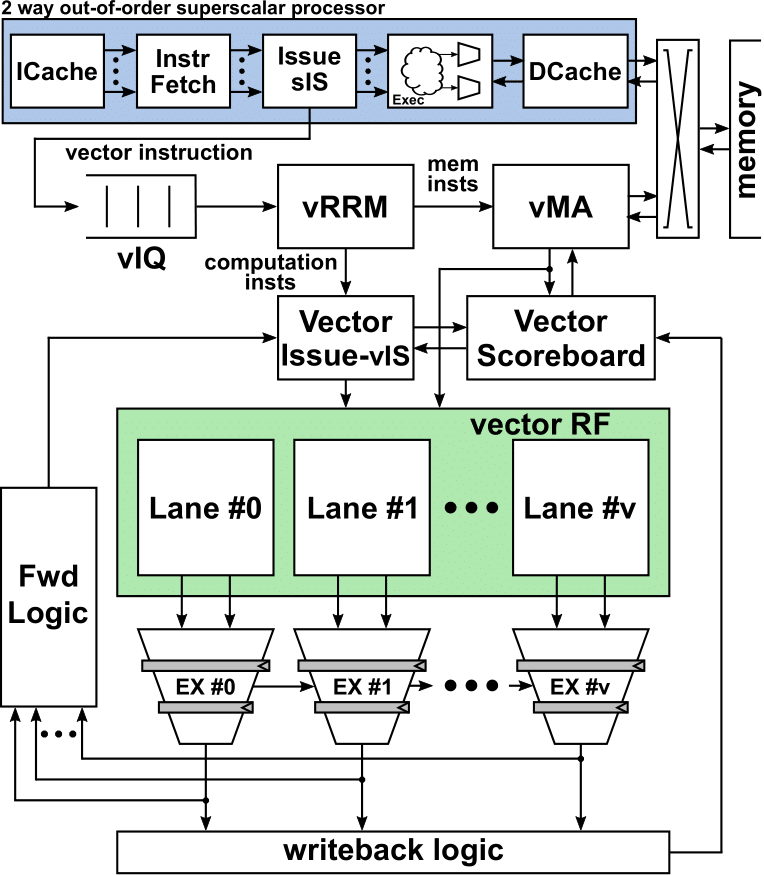 2 way out-of-order superscalar processor
ICache
Instr
Fetch
Issue
sIS
Exec
DCache
memory
vector instruction
vIQ
vRRM
mem
insts
vMA
computation
insts
Vector
Issue-vIS
Vector
Scoreboard
vector RF
Lane #0
Lane #1
Lane #v
Fwd
Logic
EX #0
EX #1
EX #v
writeback logic